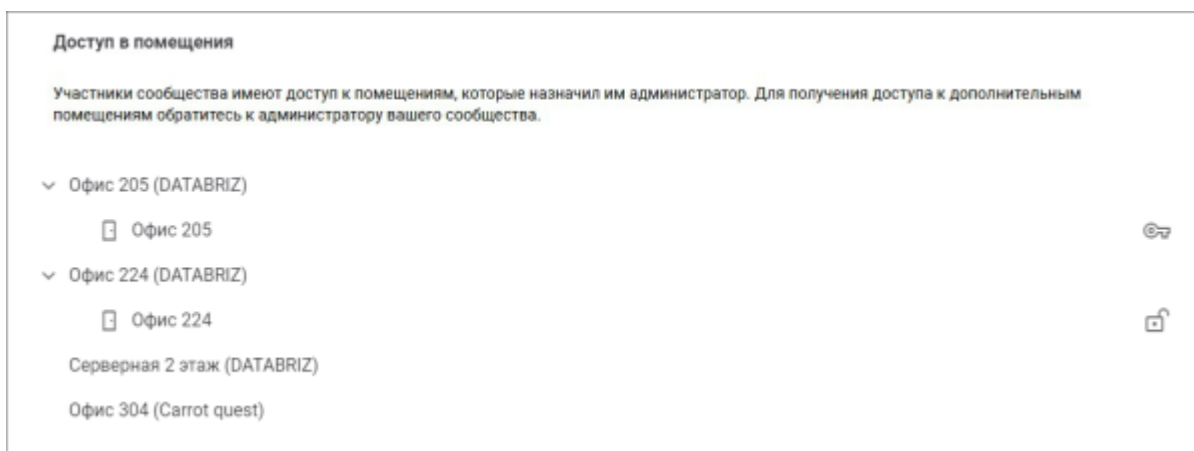 Доступ в помещения
Участники сообщества имеют доступ к помещениям, которые назначил им администратор. Для получения доступа к дополнительным
помещениям обратитесь к администратору вашего сообщества.
Офис 205 (DATABRIZ)
Офис 205
Офис 224 (DATABRIZ)
Офис 224
Серверная 2 этаж (DATABRIZ)
Офис 304 (Carrot quest)